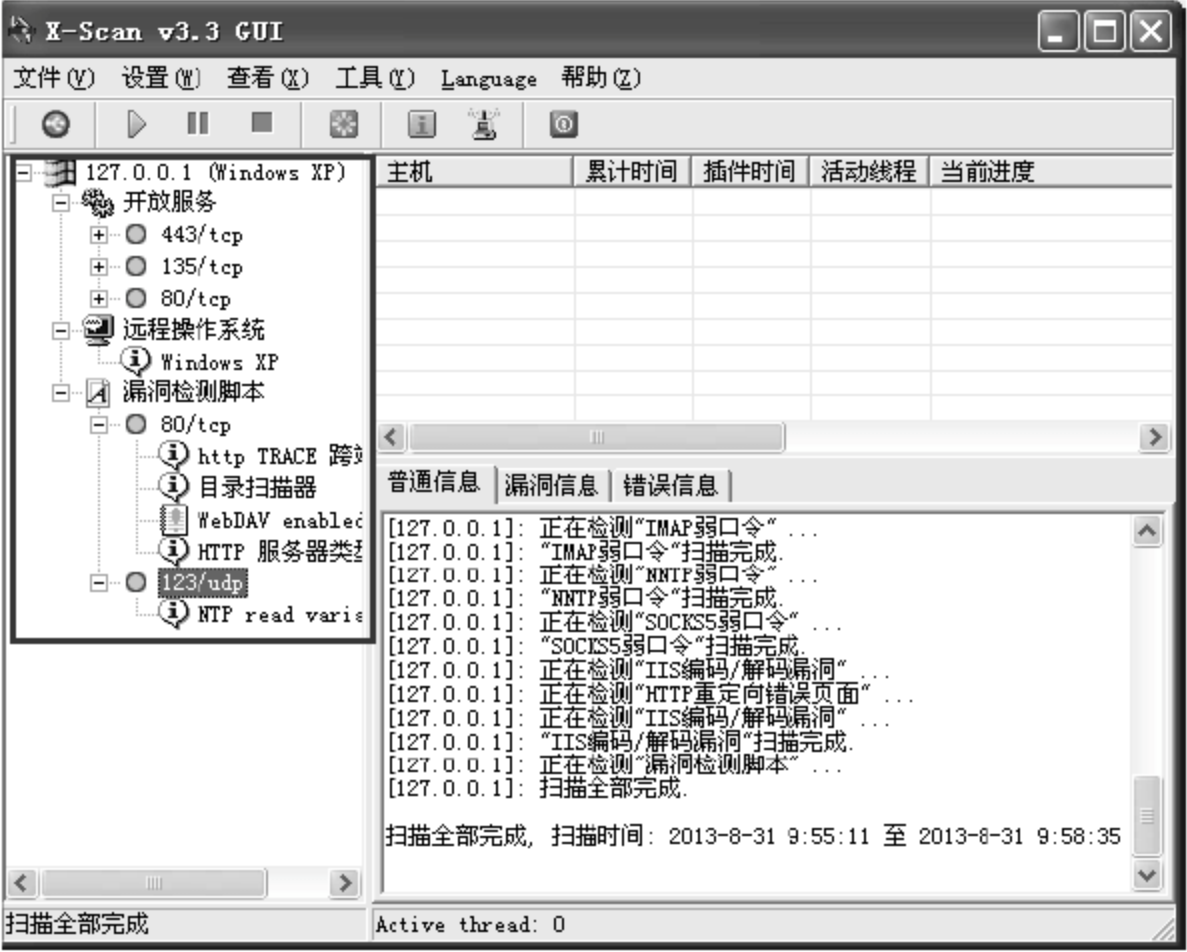 X-Scan v3.3 GUI
文件(V) 设置(W) 查看(X) 工具(Y) Language 帮助(Z)
127.0.0.1 (Windows XP)
开放服务
443/tcp
135/tcp
80/tcp
远程操作系统
Windows XP
漏洞检测脚本
80/tcp
http TRACE 跨
目录扫描器
WebDAV enabled
HTTP 服务器类型
123/udp
NTP read varia
主机 累计时间 插件时间 活动线程 当前进度
普通信息 漏洞信息 错误信息
[127.0.0.1]: 正在检测"IMAP弱口令" ...
[127.0.0.1]: "IMAP弱口令"扫描完成.
[127.0.0.1]: 正在检测"NNTP弱口令" ...
[127.0.0.1]: "NNTP弱口令"扫描完成.
[127.0.0.1]: 正在检测"SOCKS5弱口令" ...
[127.0.0.1]: "SOCKS5弱口令"扫描完成.
[127.0.0.1]: 正在检测"IIS编码/解码漏洞" ...
[127.0.0.1]: 正在检测"HTTP重定向错误页面" ...
[127.0.0.1]: 正在检测"IIS编码/解码漏洞" ...
[127.0.0.1]: "IIS编码/解码漏洞"扫描完成.
[127.0.0.1]: 正在检测"漏洞检测脚本" ...
[127.0.0.1]: 扫描全部完成.
扫描全部完成, 扫描时间: 2013-8-31 9:55:11 至 2013-8-31 9:58:35
扫描全部完成
Active thread: 0